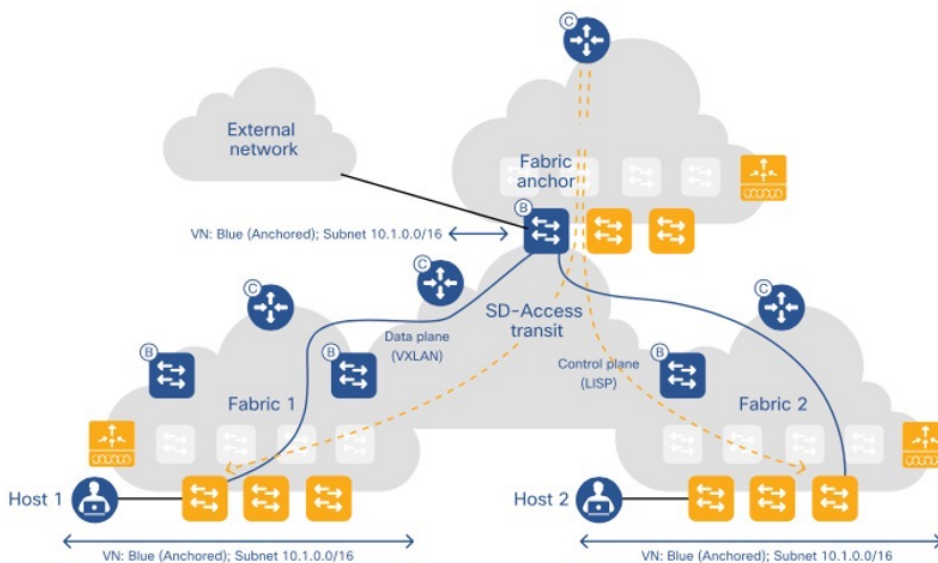 C
External
network
Fabric
anchor
B
VN: Blue (Anchored); Subnet 10.1.0.0/16
C
C
C
SD-Access
transit
Data plane
(VXLAN)
B
B
Control plane
(LISP)
B
Fabric 1
Fabric 2
Host 1
Host 2
VN: Blue (Anchored); Subnet 10.1.0.0/16
VN: Blue (Anchored); Subnet 10.1.0.0/16